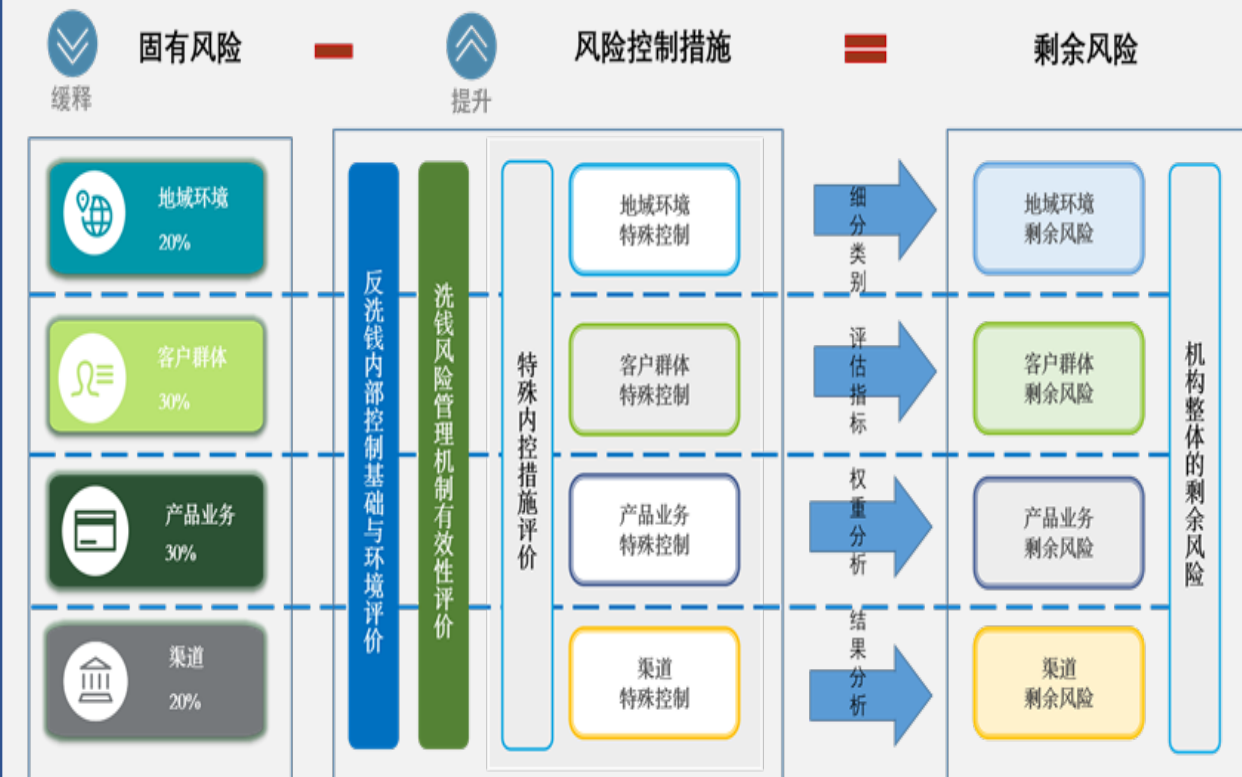 固有风险
风险控制措施
剩余风险
缓释
提升
地域环境
20%
客户群体
30%
产品业务
30%
渠道
20%
反洗钱内部控制基础与环境评价
洗钱风险管理机制有效性评价
特殊内控措施评价
地域环境
特殊控制
客户群体
特殊控制
产品业务
特殊控制
渠道
特殊控制
细分类别
评估指标
权重分析
结果分析
地域环境
剩余风险
客户群体
剩余风险
产品业务
剩余风险
渠道
剩余风险
机构整体的剩余风险